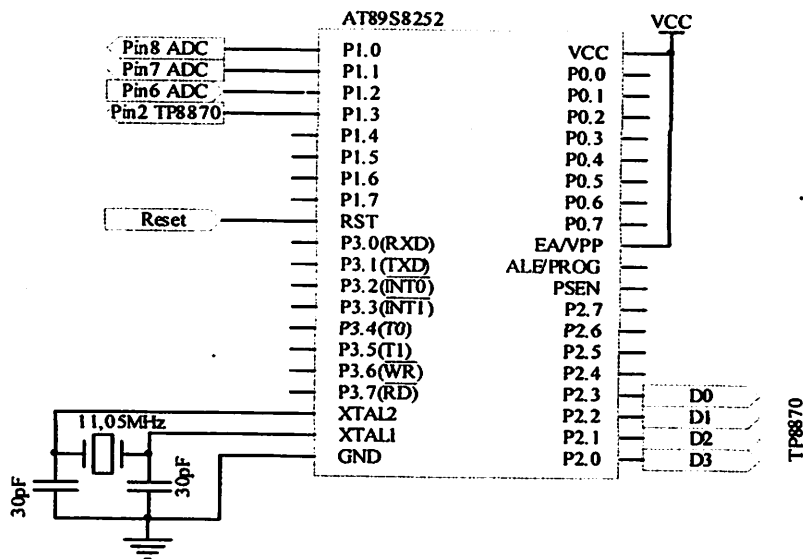 AT89S8252
VCC
Pin8 ADC
P1.0
VCC
Pin7 ADC
P1.1
P0.0
Pin6 ADC
P1.2
P0.1
Pin2 TP8870
P1.3
P0.2
P1.4
P0.3
P1.5
P0.4
P1.6
P0.5
P1.7
P0.6
Reset
RST
P0.7
P3.0(RXD)
EA/VPP
P3.1(TXD)
ALE/PROG
P3.2(INT0)
PSEN
P3.3(INT1)
P2.7
P3.4(T0)
P2.6
P3.5(T1)
P2.5
P3.6(WR)
P2.4
P3.7(RD)
P2.3
D0
XTAL2
P2.2
D1
11,05MHz
XTAL1
P2.1
D2
GND
P2.0
D3
TP8870
30pF
30pF